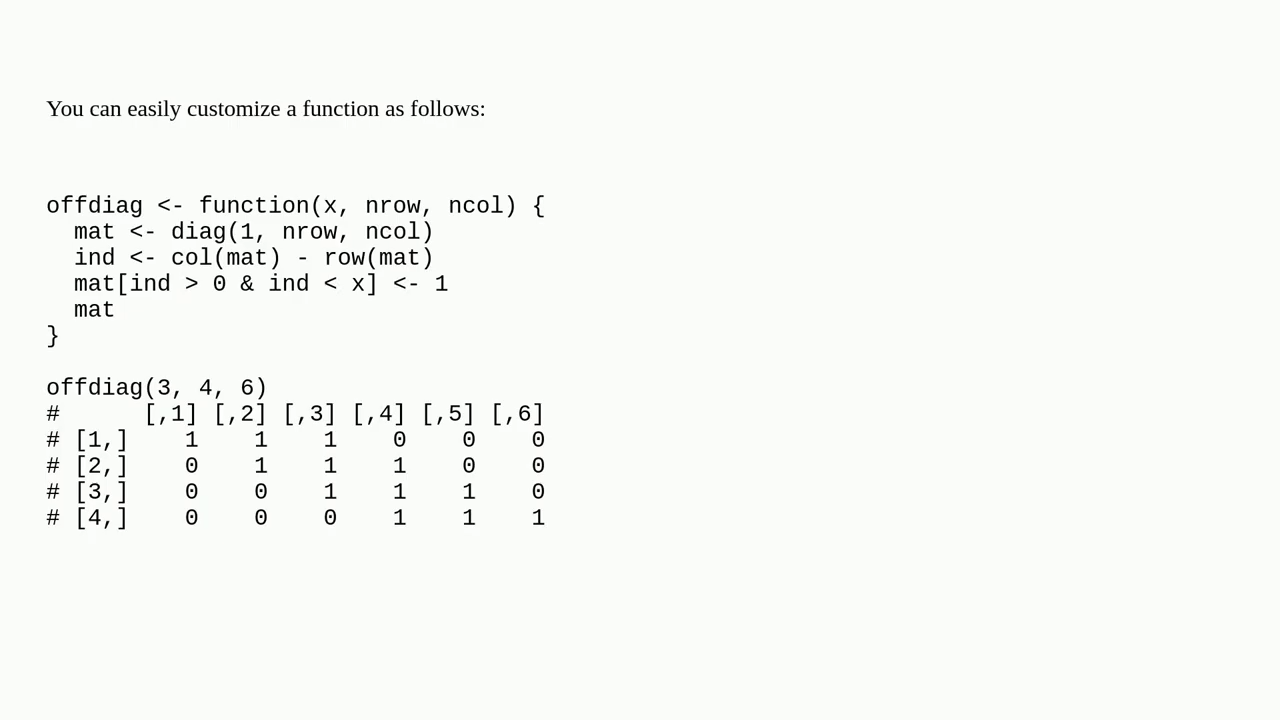 You can easily customize a function as follows:
offdiag <- function(x, nrow, ncol) {
  mat <- diag(1, nrow, ncol)
  ind <- col(mat) - row(mat)
  mat[ind > 0 & ind < x] <- 1
  mat
}
offdiag(3, 4, 6)
#      [,1] [,2] [,3] [,4] [,5] [,6]
# [1,]    1    1    1    0    0    0
# [2,]    0    1    1    1    0    0
# [3,]    0    0    1    1    1    0
# [4,]    0    0    0    1    1    1